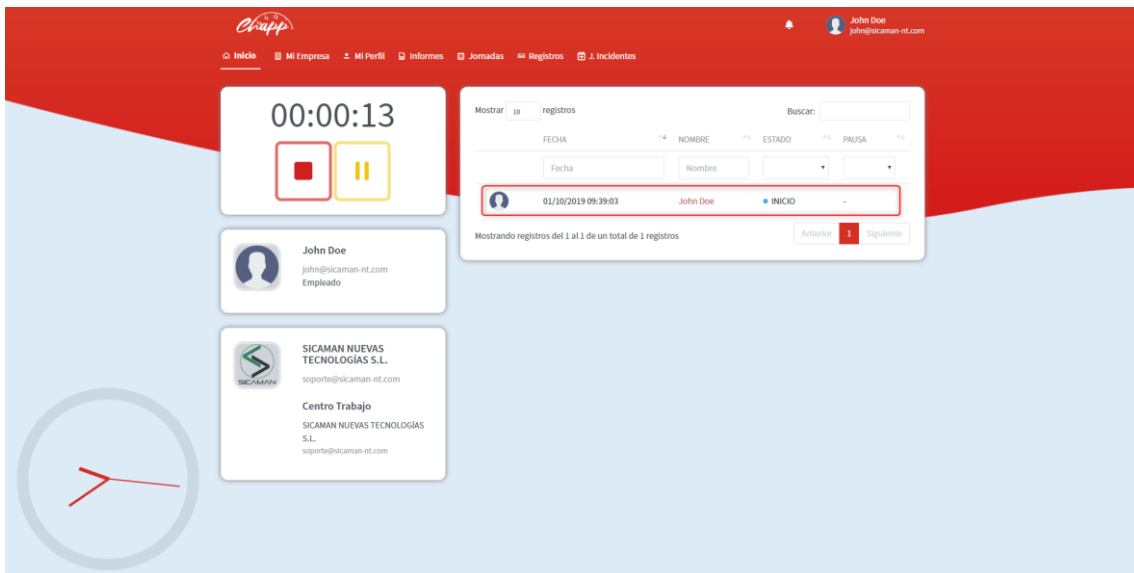 Chapp
John Doe
john@sicaman-nt.com
Inicio Mi Empresa Mi Perfil Informes Jornadas Registros J. Incidentes
00:00:13
John Doe
john@sicaman-nt.com
Empleado
SICAMAN
SICAMAN NUEVAS
TECNOLOGÍAS S.L.
soporte@sicaman-nt.com
Centro Trabajo
SICAMAN NUEVAS TECNOLOGÍAS
S.L.
soporte@sicaman-nt.com
Mostrar 10 registros Buscar:
FECHA NOMBRE ESTADO PAUSA
Fecha Nombre
01/10/2019 09:39:03 John Doe INICIO -
Mostrando registros del 1 al 1 de un total de 1 registros
Anterior 1 Siguiente